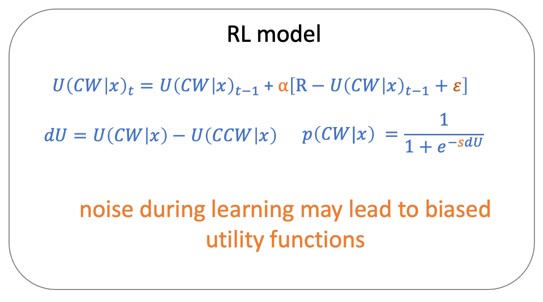 RL model
U(CW|x)ₜ = U(CW|x)ₜ₋₁ + α[R − U(CW|x)ₜ₋₁ + ε]
dU = U(CW|x) − U(CCW|x) p(CW|x) = 1 / (1 + e^(−sdU))
noise during learning may lead to biased
utility functions